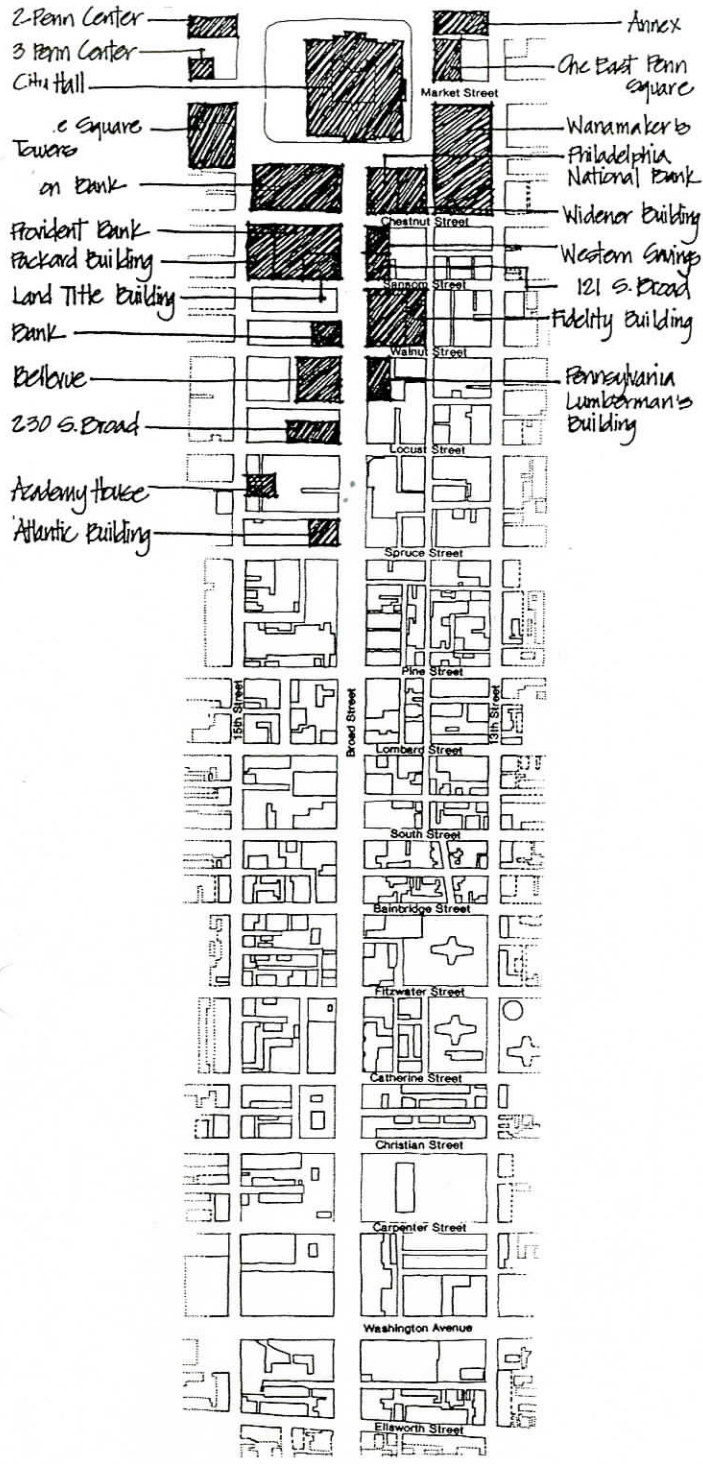 2 Penn Center
3 Penn Center
City Hall
e Square
Towers
on Bank
Provident Bank
Packard Building
Land Title Building
Bank
Bellevue
230 S. Broad
Academy House
Atlantic Building
Annex
One East Penn
Square
Market Street
Wanamaker's
Philadelphia
National Bank
Widener Building
Chestnut Street
Western Savings
Sansom Street
121 S. Broad
Fidelity Building
Walnut Street
Pennsylvania
Lumberman's
Building
Locust Street
Spruce Street
Pine Street
15th Street
Broad Street
13th Street
Lombard Street
South Street
Bainbridge Street
Fitzwater Street
Catherine Street
Christian Street
Carpenter Street
Washington Avenue
Ellsworth Street